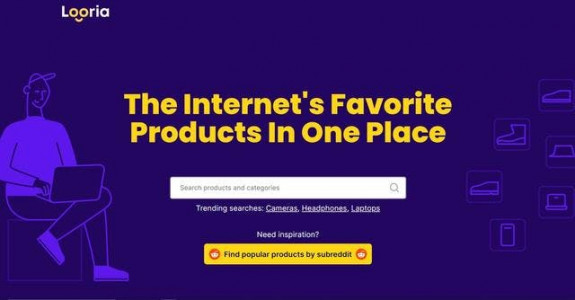 Looria
The Internet's Favorite
Products In One Place
Search products and categories
Trending searches: Cameras, Headphones, Laptops
Need inspiration?
Find popular products by subreddit